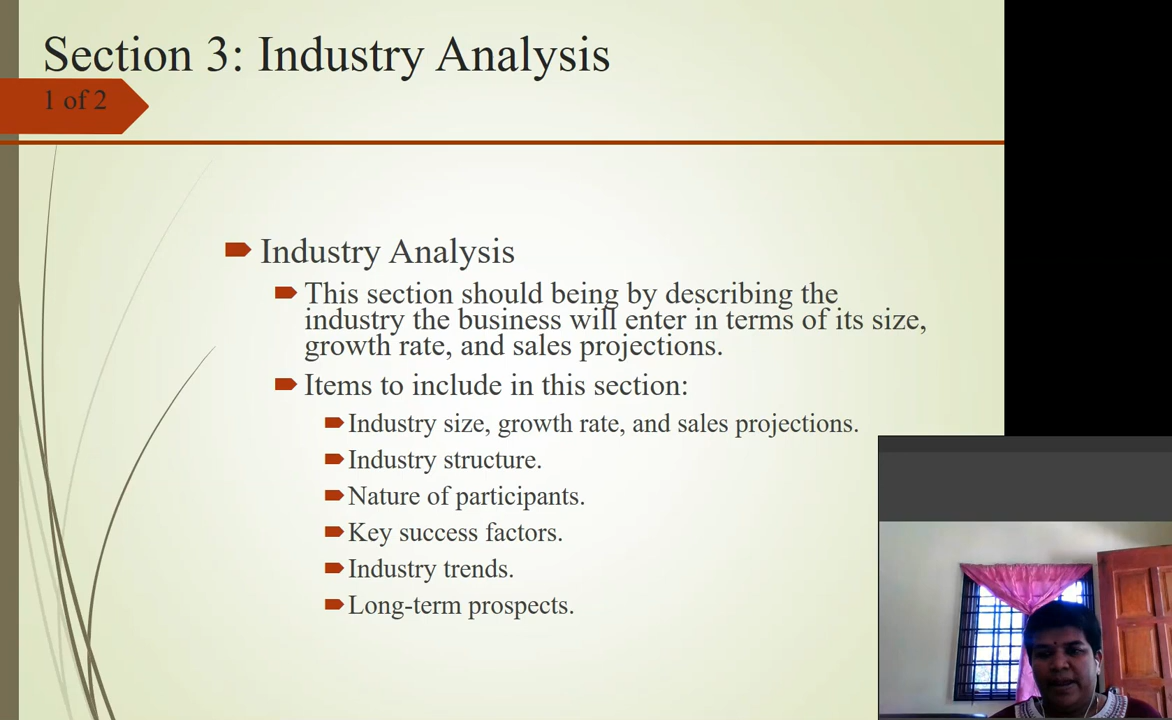 Section 3: Industry Analysis
1 of 2
Industry Analysis
This section should being by describing the
industry the business will enter in terms of its size,
growth rate, and sales projections.
Items to include in this section:
Industry size, growth rate, and sales projections.
Industry structure.
Nature of participants.
Key success factors.
Industry trends.
Long-term prospects.